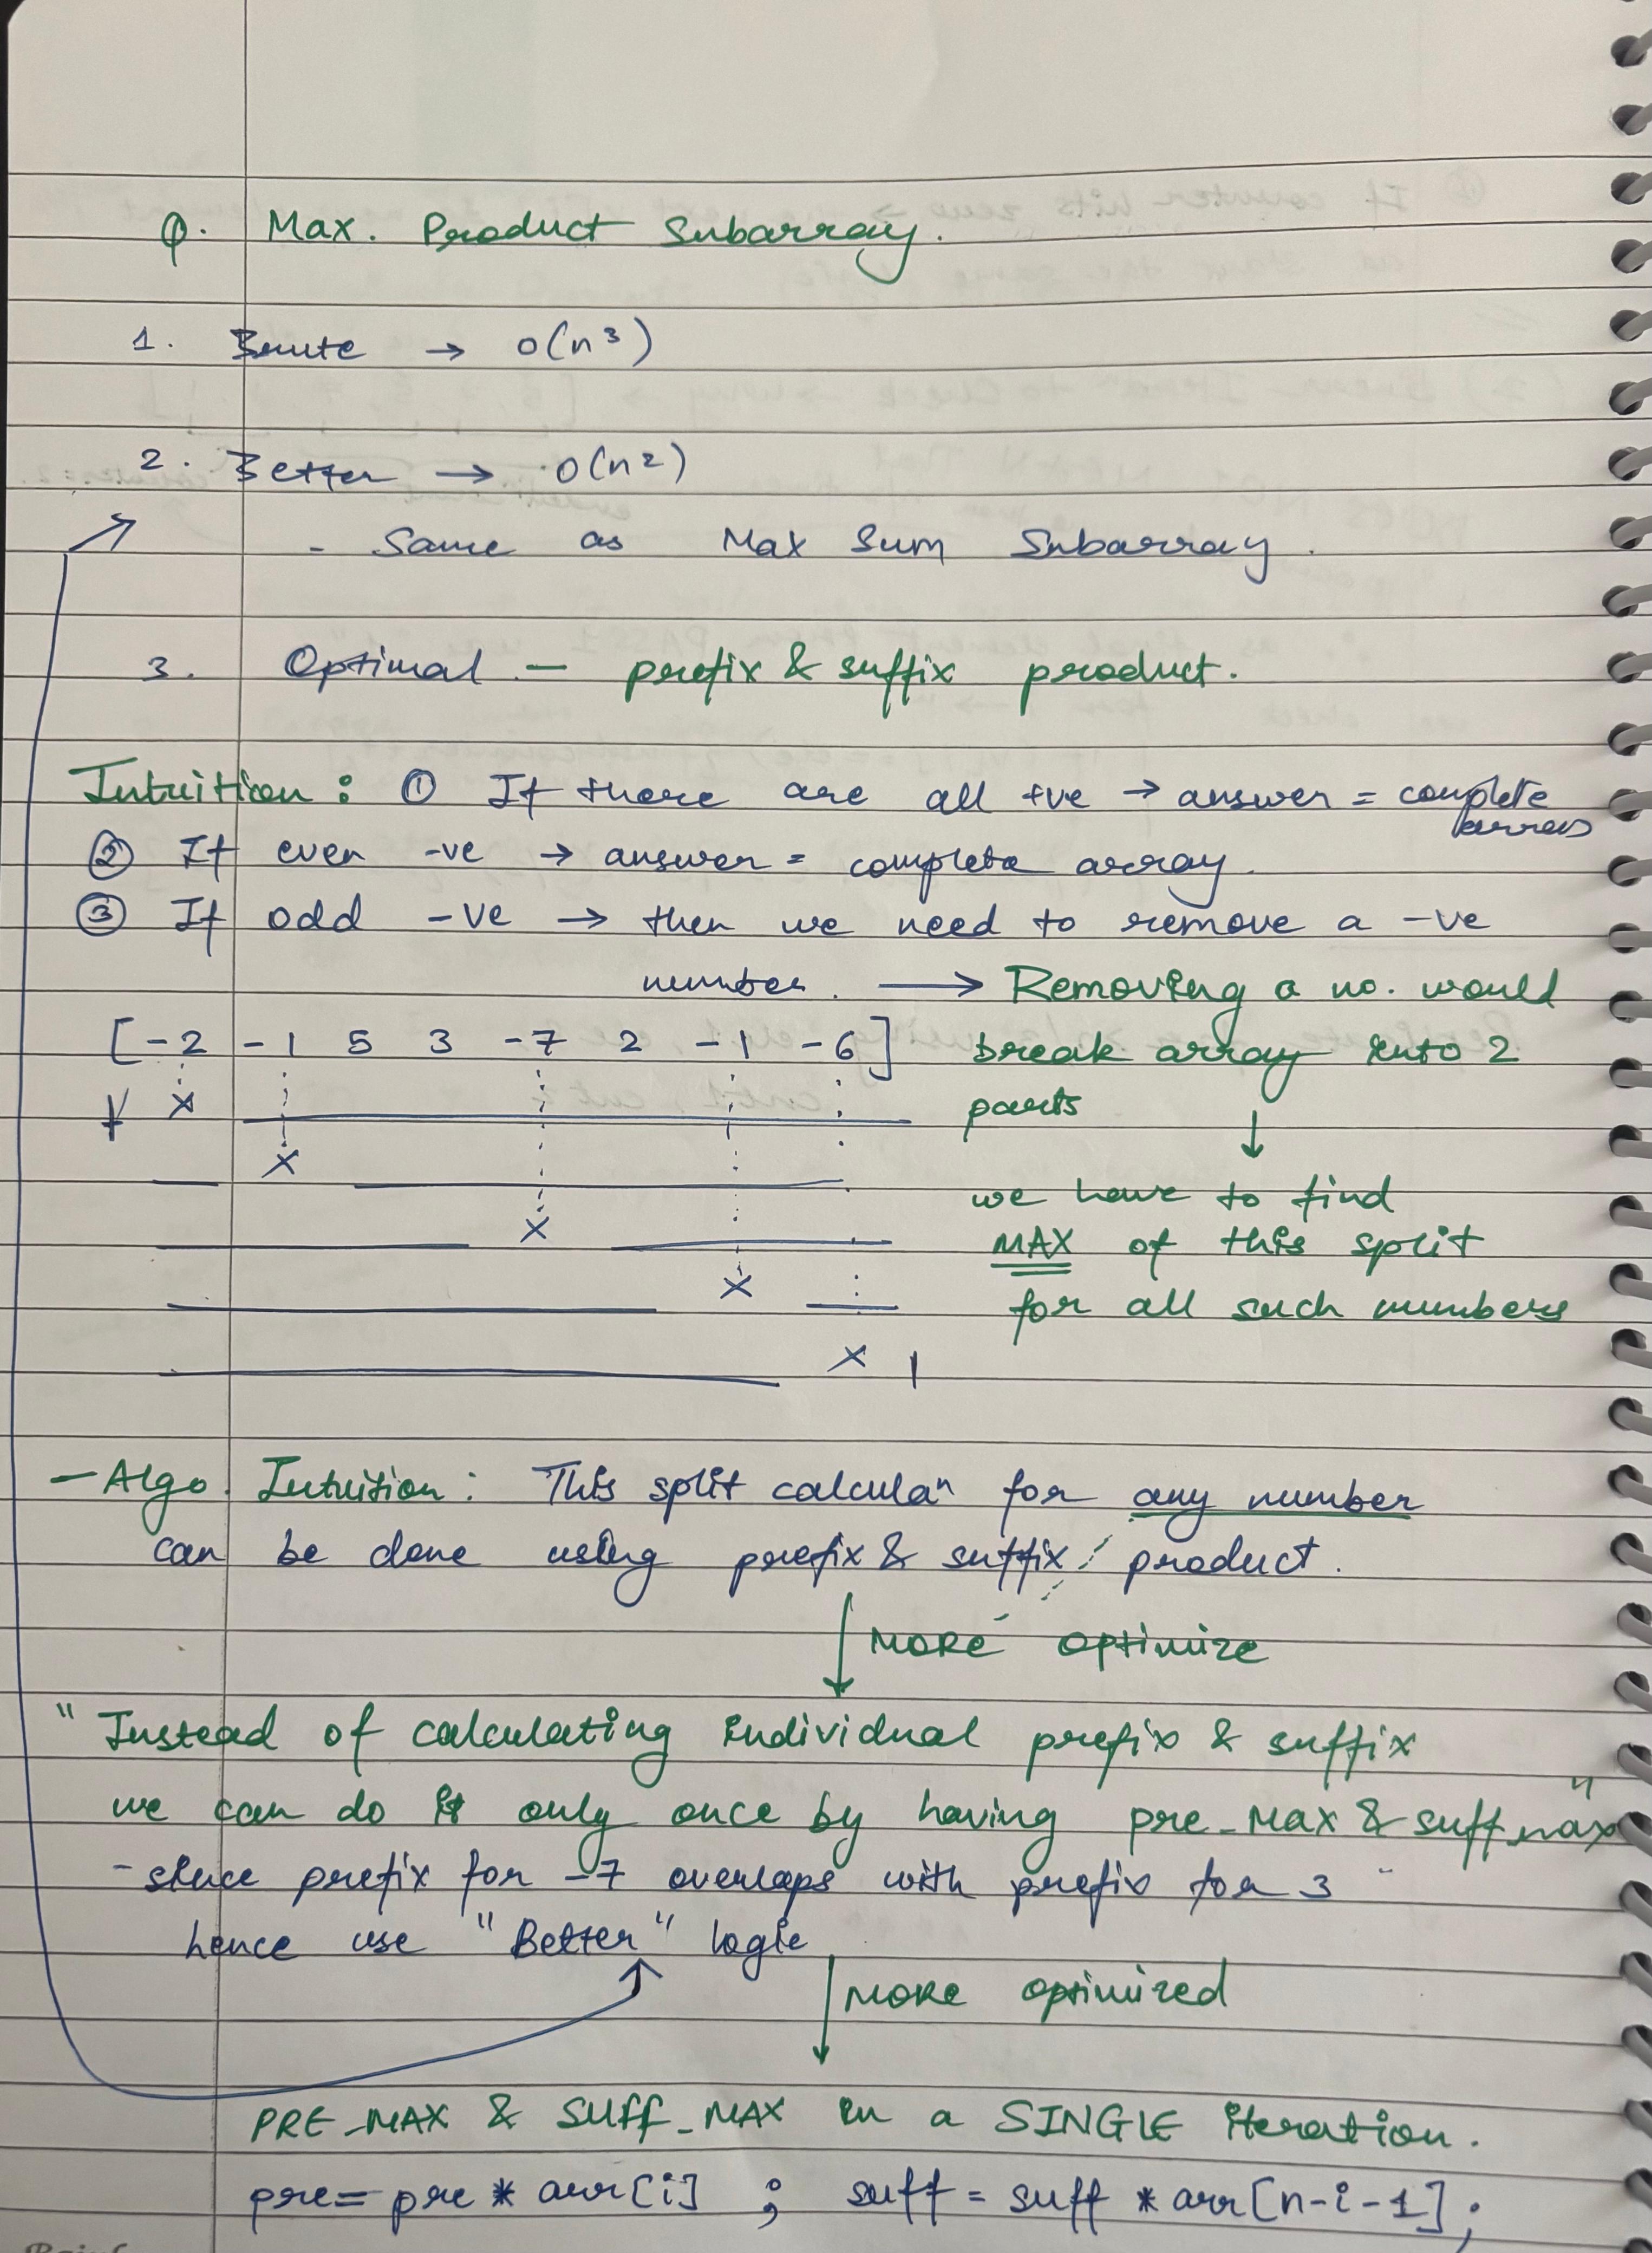 Q. Max. Product Subarray.
1. Brute → O(n³)
2. Better → O(n²)
- Same as Max Sum Subarray.
3. Optimal — prefix & suffix product.
Intuition: ① If there are all +ve → answer = complete
② If even -ve → answer = complete array.
③ If odd -ve → then we need to remove a -ve
number. → Removing a no. would
[-2 -1 5 3 -7 2 -1 -6] break array into 2
parts
↓
we have to find
MAX of this split
for all such numbers
- Algo. Intuition: This split calculaⁿ for any number
can be done using prefix & suffix product.
↓ MORE optimize
"Instead of calculating individual prefix & suffix
we can do it only once by having pre_Max & suff_max"
- since prefix for -7 overlaps with prefix for 3
hence use "Better" logic
↓ MORE optimized
PRE_MAX & SUFF_MAX in a SINGLE iteration.
pre = pre * arr[i] ; suff = suff * arr[n-i-1];